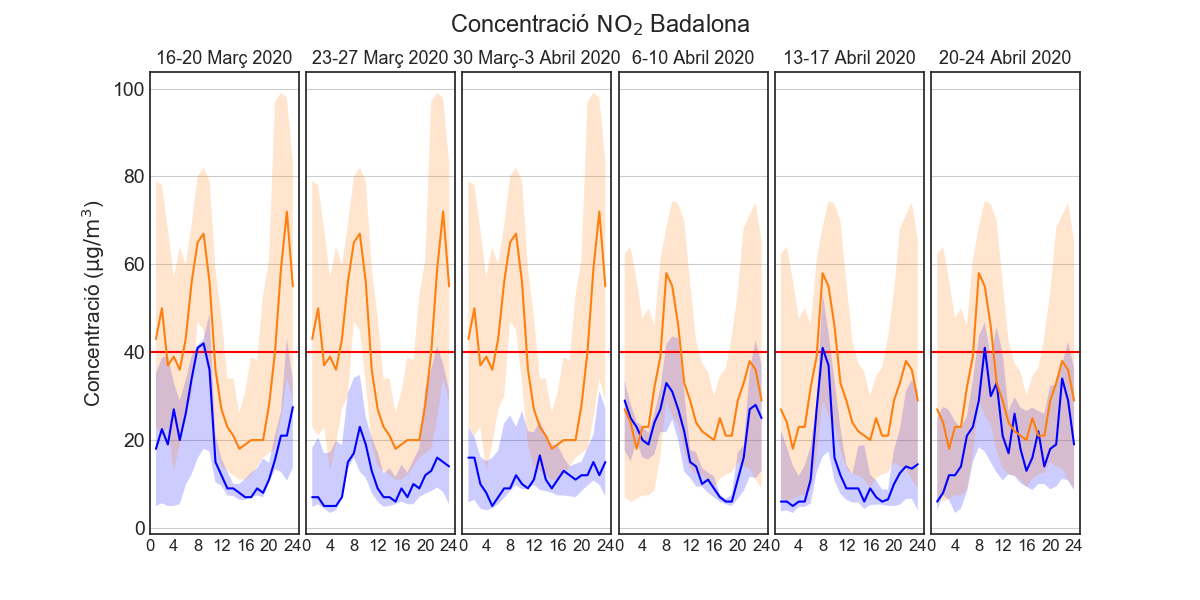 Concentració NO₂ Badalona
16-20 Març 2020 23-27 Març 2020 30 Març-3 Abril 2020 6-10 Abril 2020 13-17 Abril 2020 20-24 Abril 2020
Concentració (µg/m³)
100
80
60
40
20
0
0 4 8 12 16 20 24 0 4 8 12 16 20 24 0 4 8 12 16 20 24 0 4 8 12 16 20 24 0 4 8 12 16 20 24 0 4 8 12 16 20 24